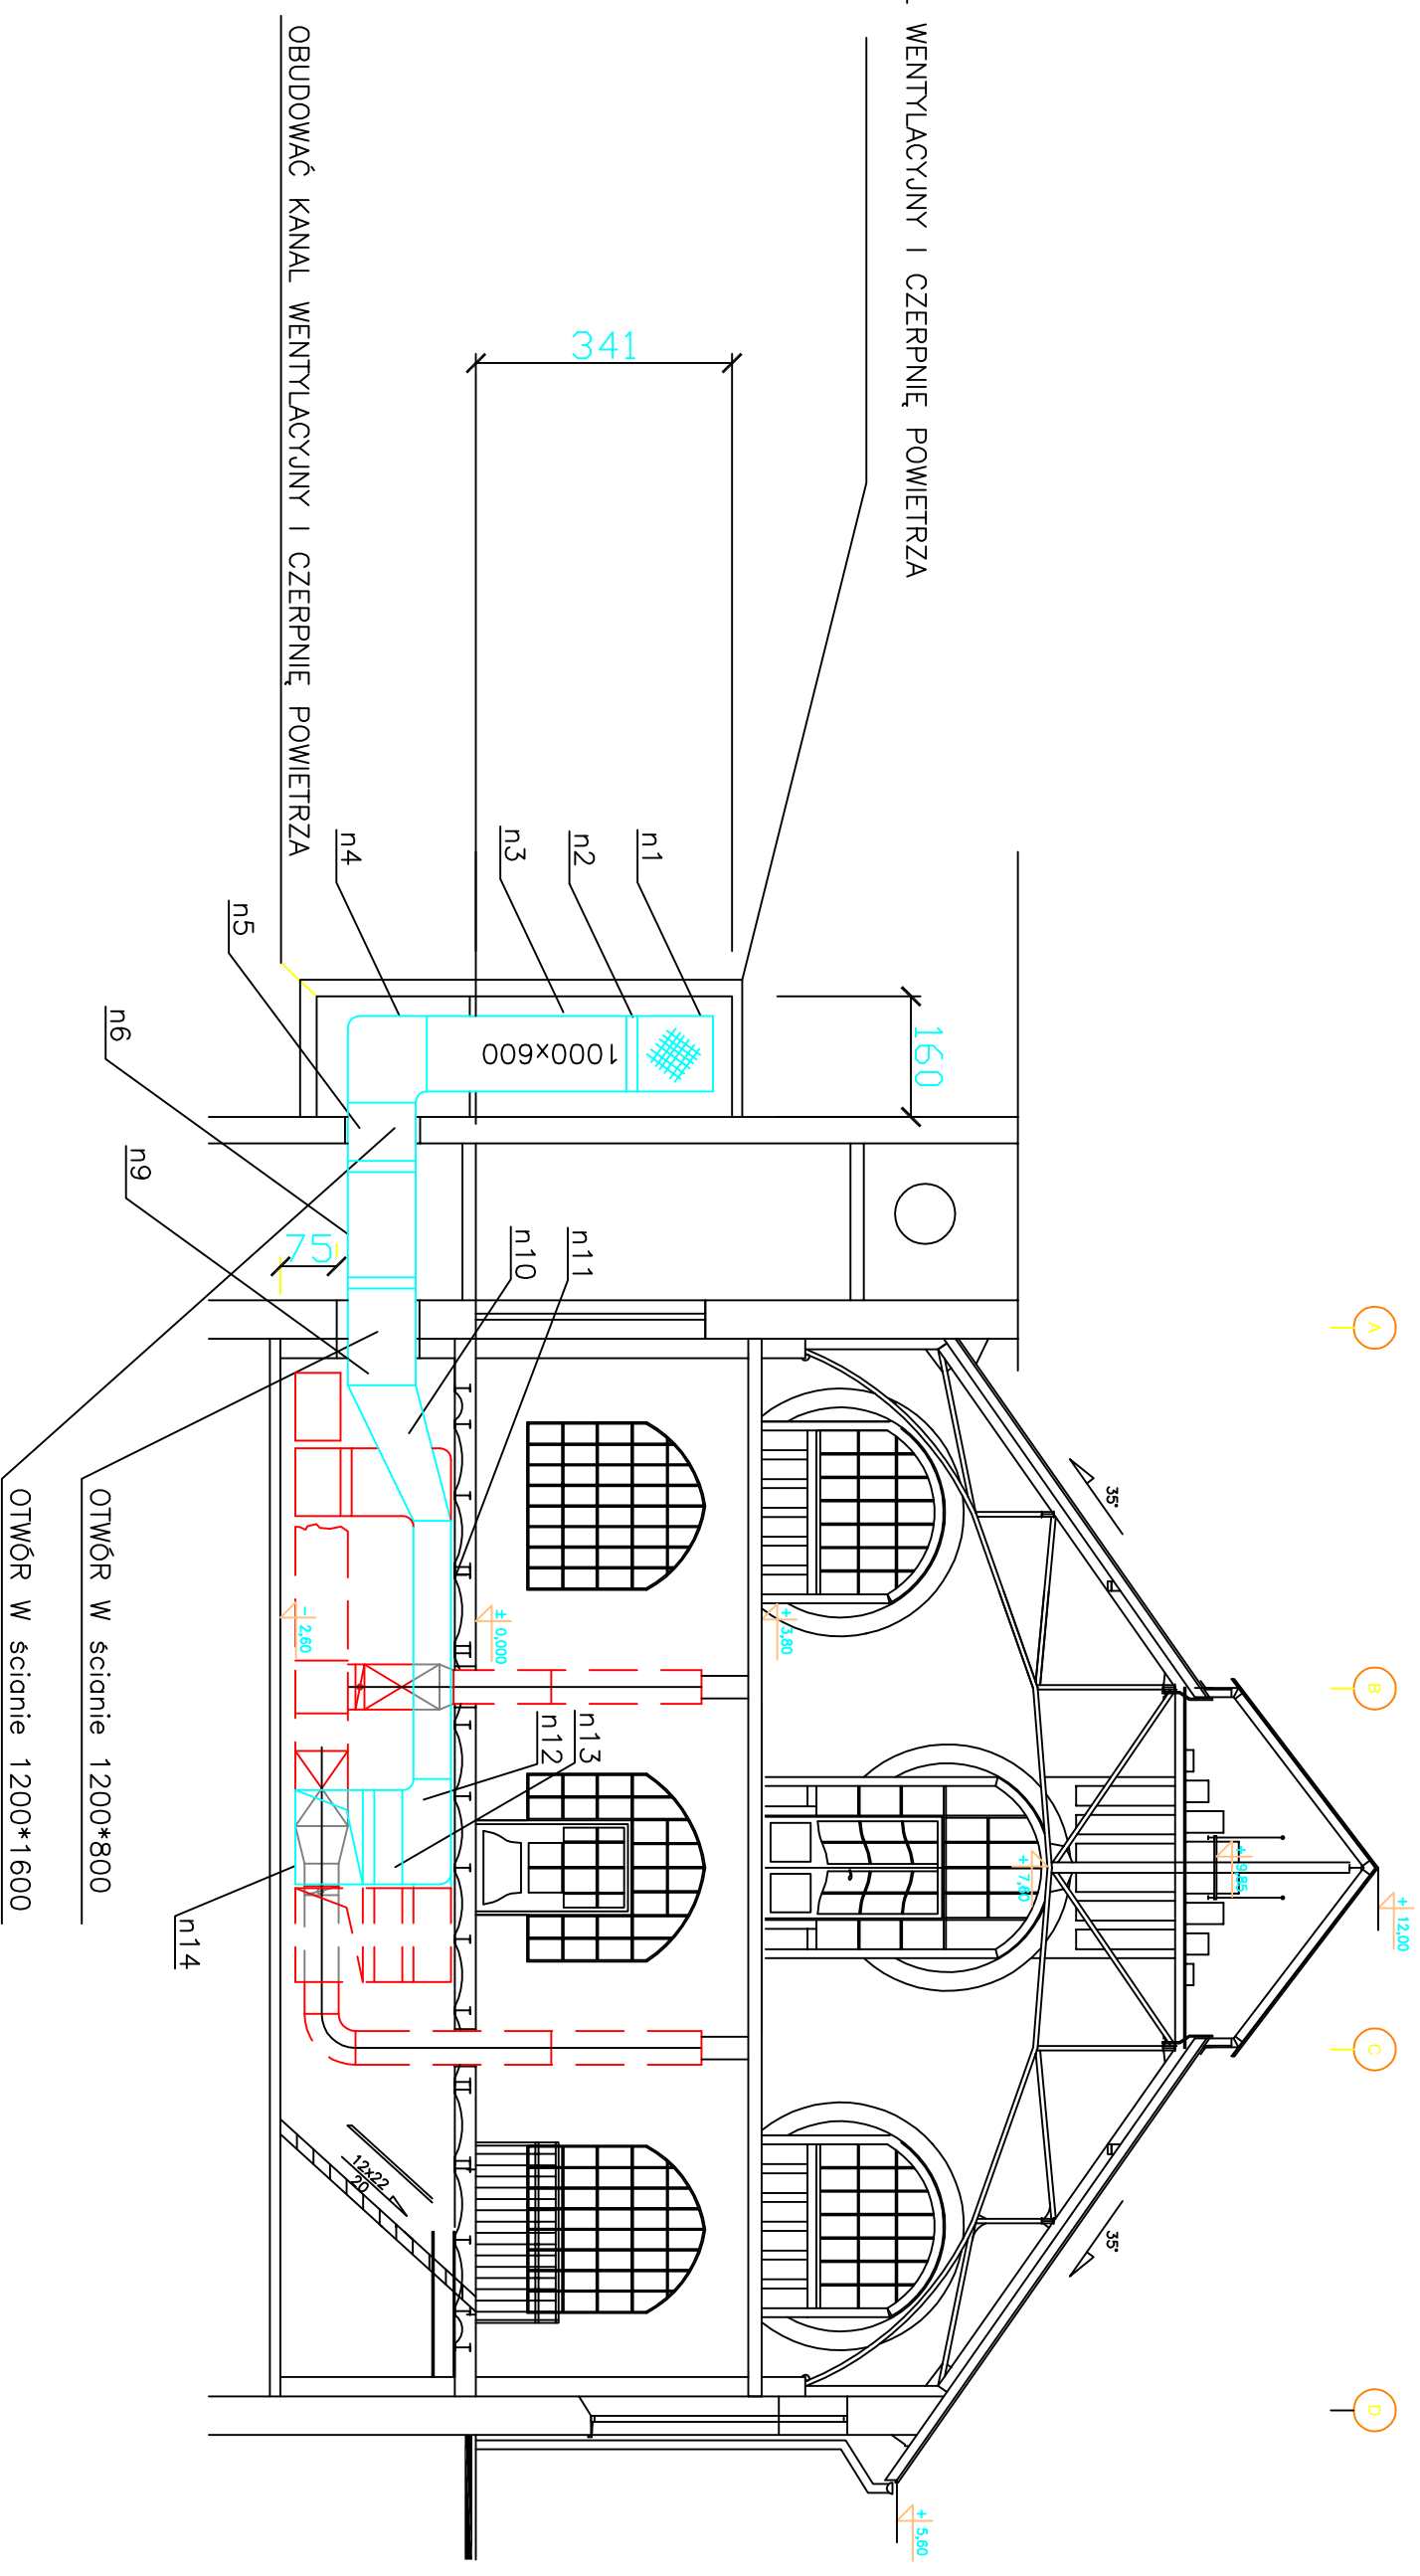 A
B
C
D
WENTYLACYJNY I CZERPNIĘ POWIETRZA
160
35°
35°
+ 12,00
+ 9,85
+ 7,60
+ 5,60
+ 3,80
± 0,000
- 2,60
341
1000x600
n1
n2
n3
n4
n5
n6
n9
n10
n11
n12
n13
n14
75
12x22
20
OBUDOWAĆ KANAL WENTYLACYJNY I CZERPNIĘ POWIETRZA
OTWÓR W ścianie 1200*800
OTWÓR W ścianie 1200*1600